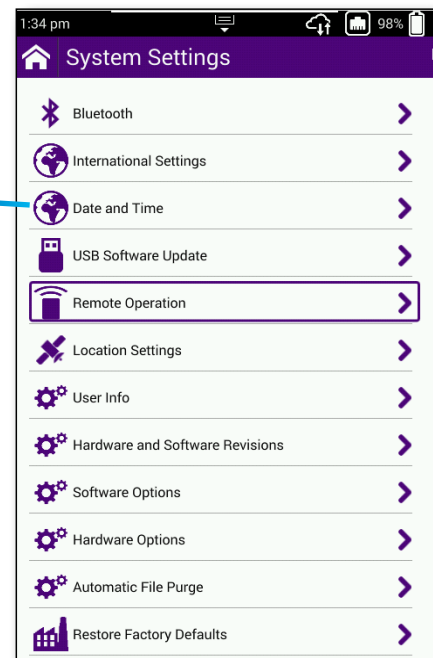 1:34 pm
98%
System Settings
Bluetooth
International Settings
Date and Time
USB Software Update
Remote Operation
Location Settings
User Info
Hardware and Software Revisions
Software Options
Hardware Options
Automatic File Purge
Restore Factory Defaults